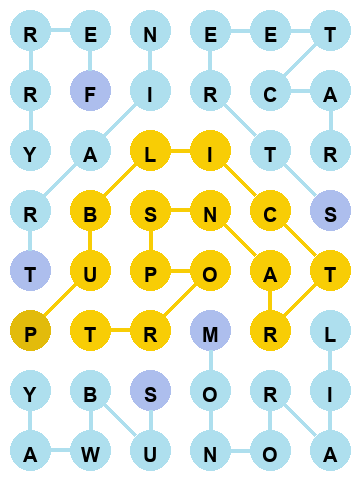 R E N E E T
R F I R C A
Y A L I T R
R B S N C S
T U P O A T
P T R M R L
Y B S O R I
A W U N O A